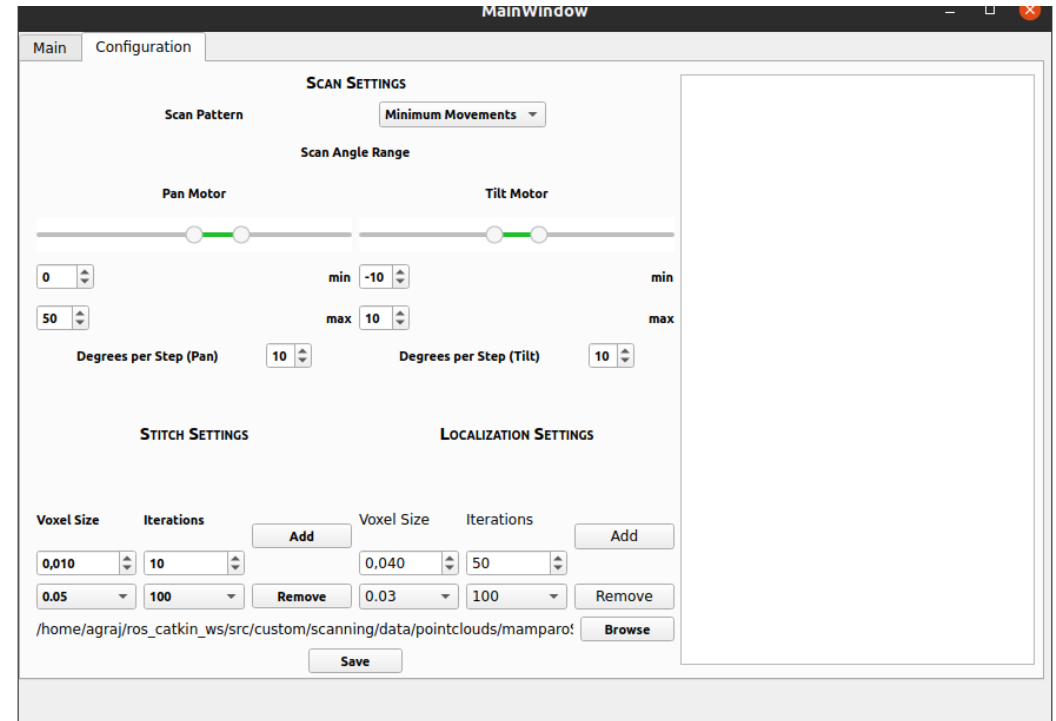 MainWindow
Main Configuration
SCAN SETTINGS
Scan Pattern Minimum Movements
Scan Angle Range
Pan Motor Tilt Motor
0 min -10 min
50 max 10 max
Degrees per Step (Pan) 10 Degrees per Step (Tilt) 10
STITCH SETTINGS LOCALIZATION SETTINGS
Voxel Size Iterations Add Voxel Size Iterations Add
0,010 10 0,040 50
0.05 100 Remove 0.03 100 Remove
/home/agraj/ros_catkin_ws/src/custom/scanning/data/pointclouds/mamparo Browse
Save